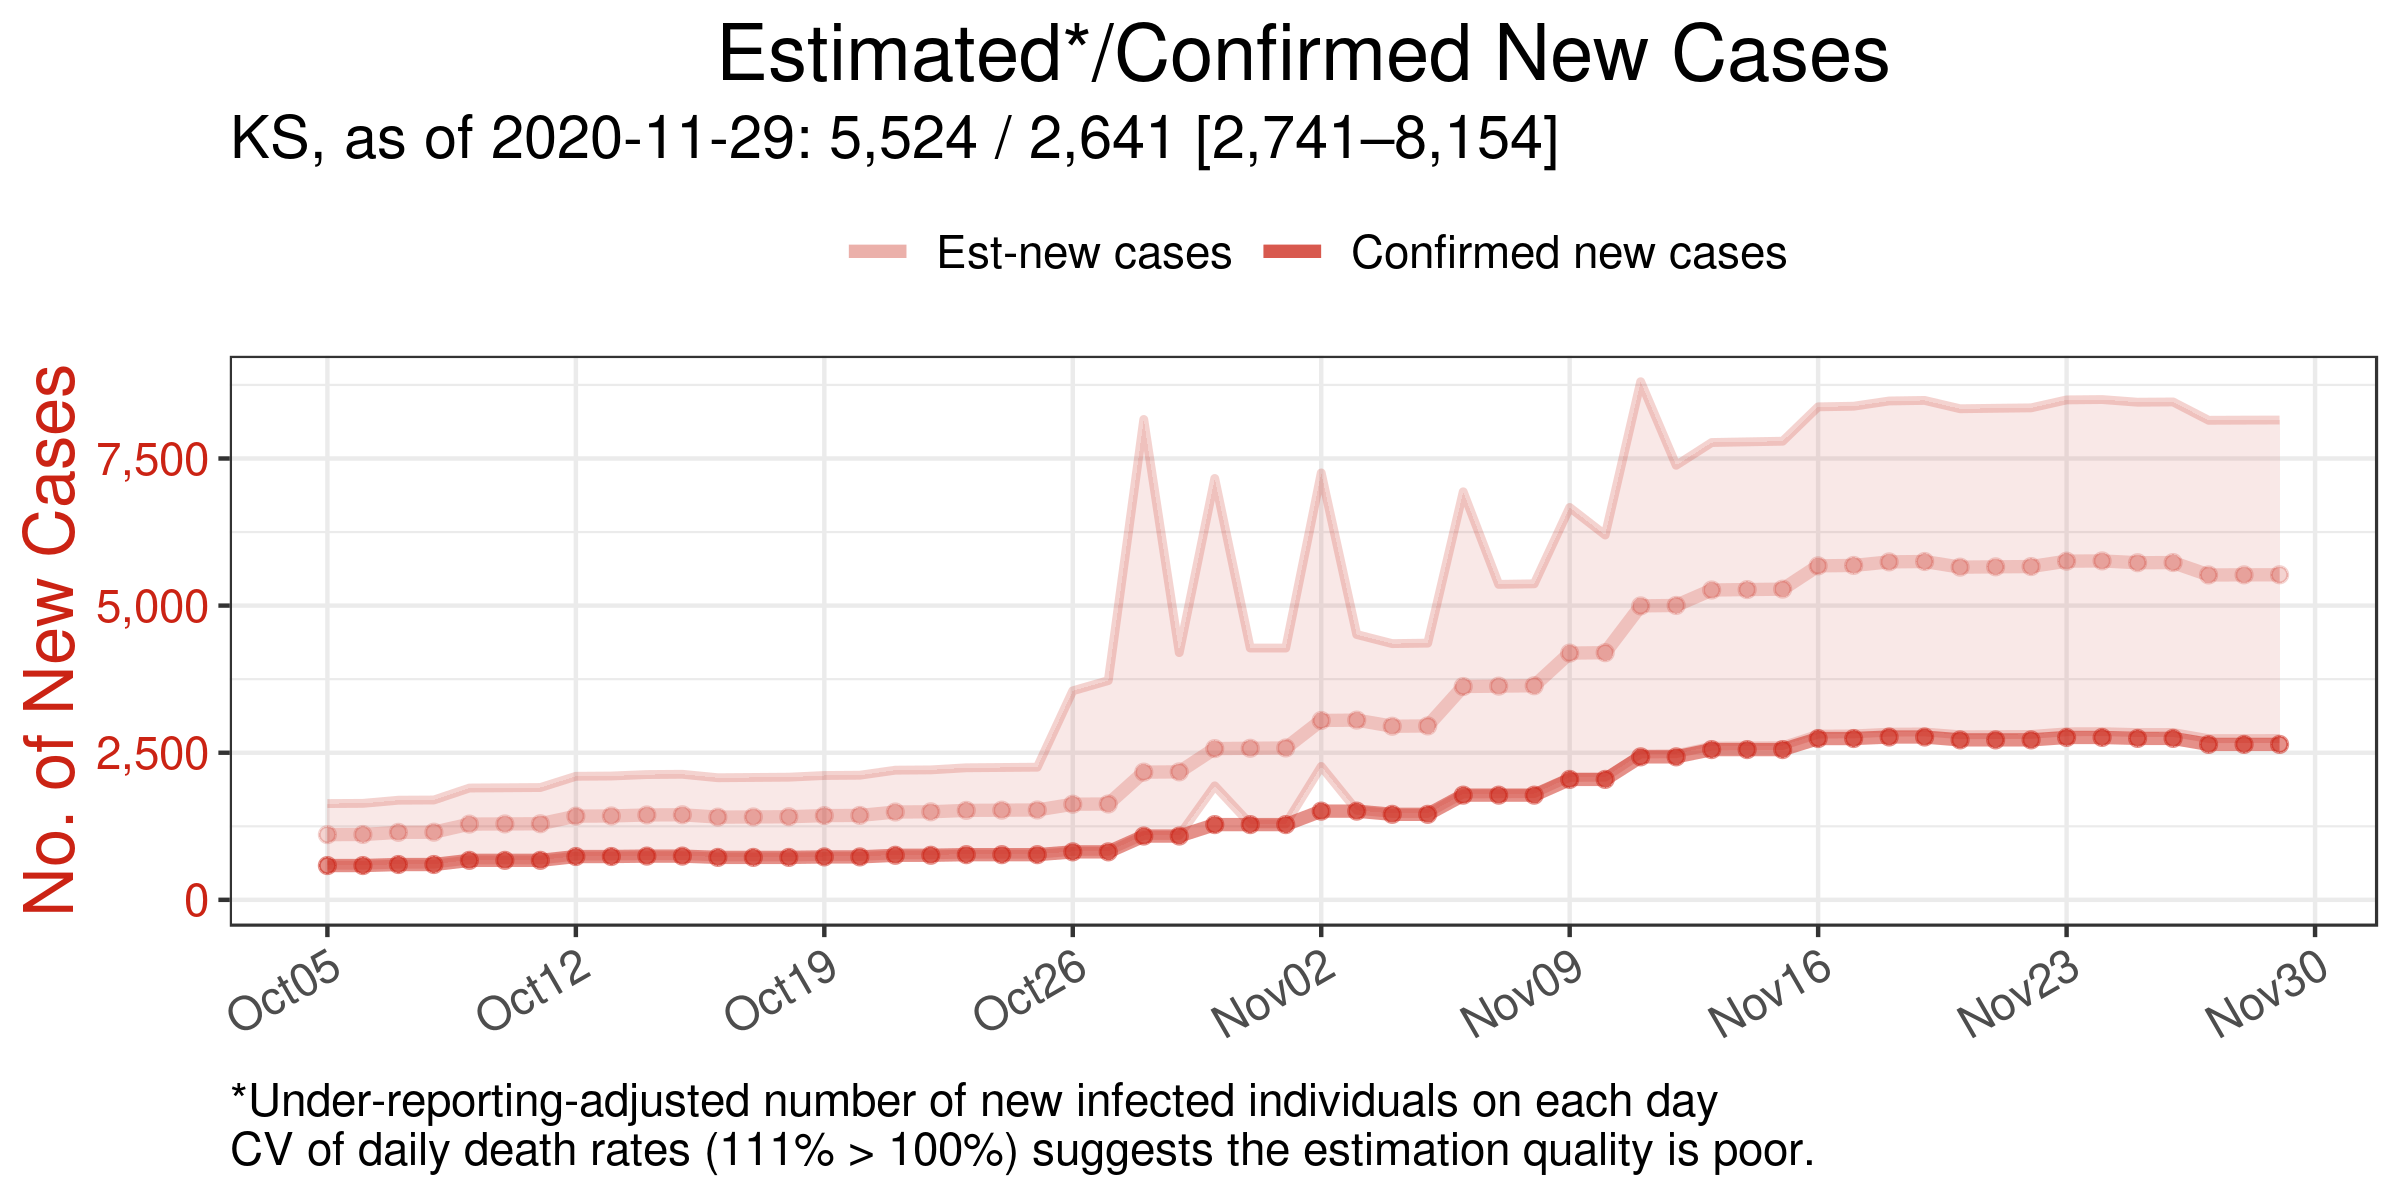 Estimated*/Confirmed New Cases
KS, as of 2020-11-29: 5,524 / 2,641 [2,741–8,154]
Est-new cases
Confirmed new cases
No. of New Cases
7,500
5,000
2,500
0
Oct05
Oct12
Oct19
Oct26
Nov02
Nov09
Nov16
Nov23
Nov30
*Under-reporting-adjusted number of new infected individuals on each day
CV of daily death rates (111% > 100%) suggests the estimation quality is poor.